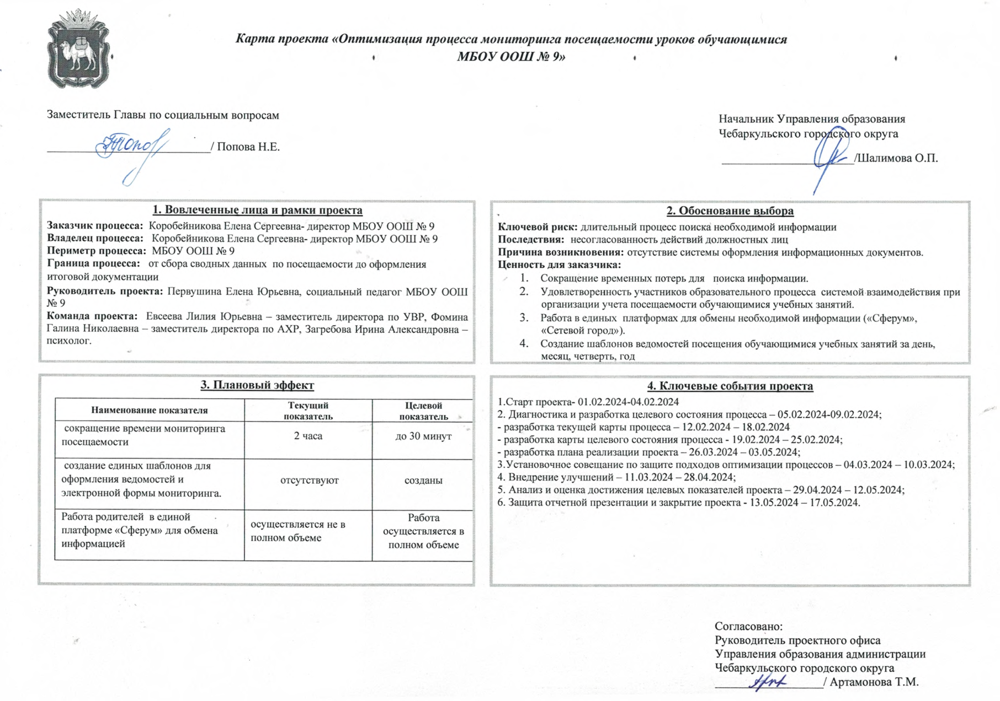 Карта проекта «Оптимизация процесса мониторинга посещаемости уроков обучающимися
МБОУ ООШ № 9»
Заместитель Главы по социальным вопросам
/ Попова Н.Е.
Начальник Управления образования
Чебаркульского городского округа
/Шалимова О.П.
1. Вовлеченные лица и рамки проекта
Заказчик процесса: Коробейникова Елена Сергеевна- директор МБОУ ООШ № 9
Владелец процесса: Коробейникова Елена Сергеевна- директор МБОУ ООШ № 9
Периметр процесса: МБОУ ООШ № 9
Граница процесса: от сбора сводных данных по посещаемости до оформления
итоговой документации
Руководитель проекта: Первушина Елена Юрьевна, социальный педагог МБОУ ООШ
№ 9
Команда проекта: Евсеева Лилия Юрьевна – заместитель директора по УВР, Фомина
Галина Николаевна – заместитель директора по АХР, Загребова Ирина Александровна –
психолог.
2. Обоснование выбора
Ключевой риск: длительный процесс поиска необходимой информации
Последствия: несогласованность действий должностных лиц
Причина возникновения: отсутствие системы оформления информационных документов.
Ценность для заказчика:
1. Сокращение временных потерь для поиска информации.
2. Удовлетворенность участников образовательного процесса системой взаимодействия при
организации учета посещаемости обучающимися учебных занятий.
3. Работа в единых платформах для обмены необходимой информации («Сферум»,
«Сетевой город»).
4. Создание шаблонов ведомостей посещения обучающимися учебных занятий за день,
месяц, четверть, год
3. Плановый эффект
Наименование показателя
Текущий
показатель
Целевой
показатель
сокращение времени мониторинга
посещаемости
2 часа
до 30 минут
создание единых шаблонов для
оформления ведомостей и
электронной формы мониторинга.
отсутствуют
созданы
Работа родителей в единой
платформе «Сферум» для обмена
информацией
осуществляется не в
полном объеме
Работа
осуществляется в
полном объеме
4. Ключевые события проекта
1.Старт проекта- 01.02.2024-04.02.2024
2. Диагностика и разработка целевого состояния процесса – 05.02.2024-09.02.2024;
- разработка текущей карты процесса – 12.02.2024 – 18.02.2024
- разработка карты целевого состояния процесса - 19.02.2024 – 25.02.2024;
- разработка плана реализации проекта – 26.03.2024 – 03.05.2024;
3.Установочное совещание по защите подходов оптимизации процессов – 04.03.2024 – 10.03.2024;
4. Внедрение улучшений – 11.03.2024 – 28.04.2024;
5. Анализ и оценка достижения целевых показателей проекта – 29.04.2024 – 12.05.2024;
6. Защита отчетной презентации и закрытие проекта - 13.05.2024 – 17.05.2024.
Согласовано:
Руководитель проектного офиса
Управления образования администрации
Чебаркульского городского округа
/ Артамонова Т.М.